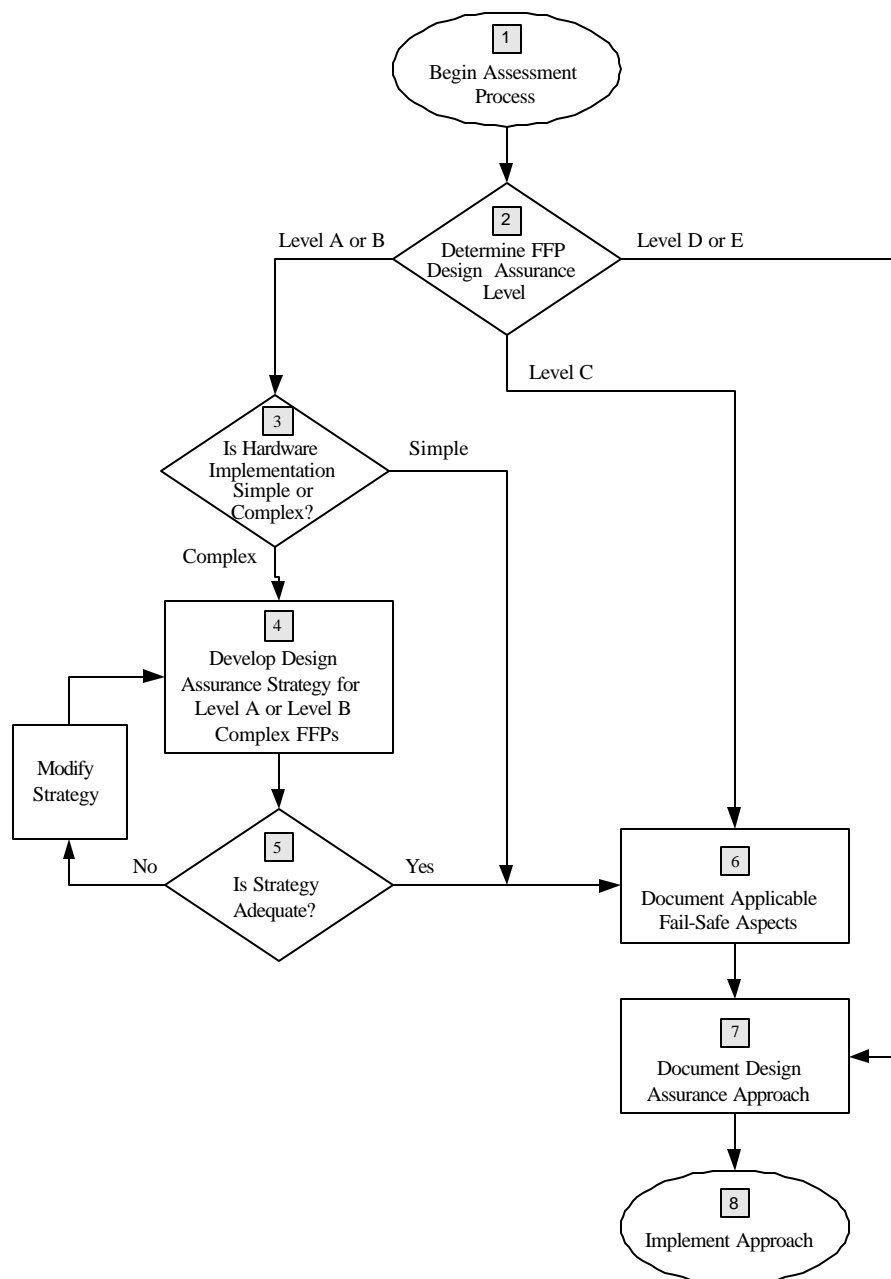 1
Begin Assessment
Process
2
Determine FFP
Design Assurance
Level
Level A or B
Level D or E
Level C
3
Is Hardware
Implementation
Simple or
Complex?
Simple
Complex
4
Develop Design
Assurance Strategy for
Level A or Level B
Complex FFPs
Modify
Strategy
5
Is Strategy
Adequate?
No
Yes
6
Document Applicable
Fail-Safe Aspects
7
Document Design
Assurance Approach
8
Implement Approach